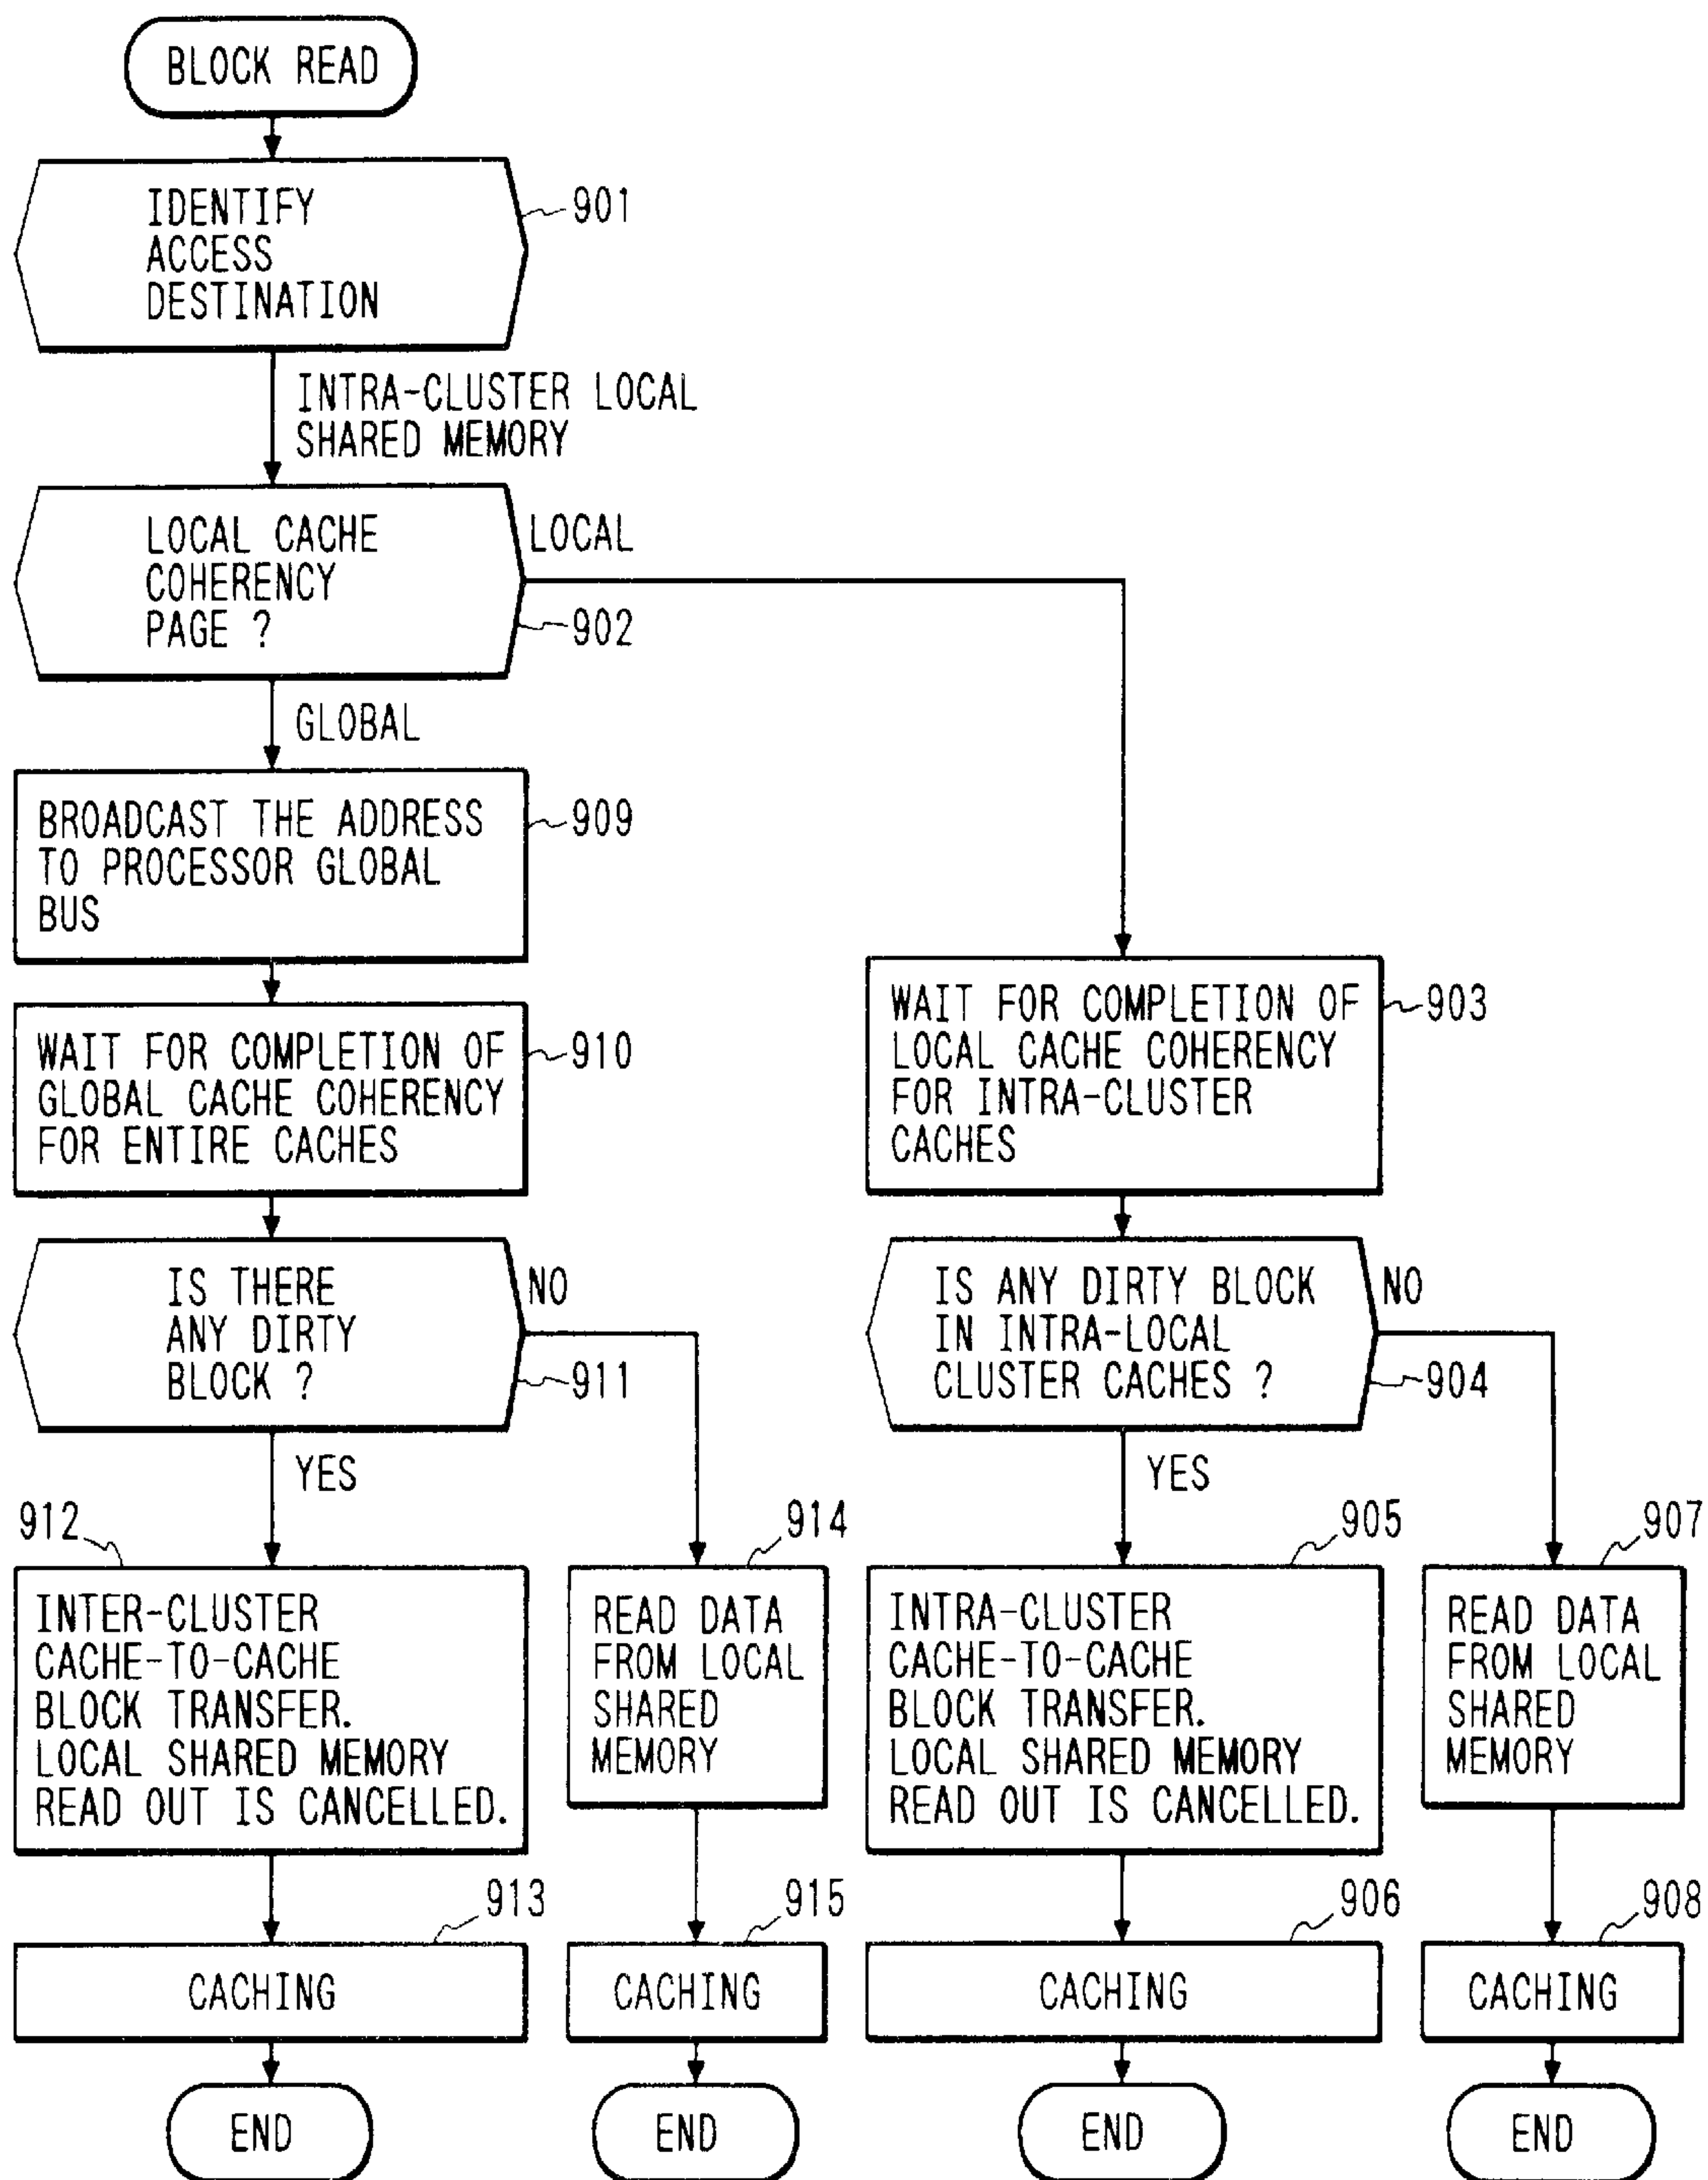 BLOCK READ
IDENTIFY
ACCESS
DESTINATION
901
INTRA-CLUSTER LOCAL
SHARED MEMORY
LOCAL CACHE
COHERENCY
PAGE ?
LOCAL
902
GLOBAL
BROADCAST THE ADDRESS
TO PROCESSOR GLOBAL
BUS
909
WAIT FOR COMPLETION OF
GLOBAL CACHE COHERENCY
FOR ENTIRE CACHES
910
WAIT FOR COMPLETION OF
LOCAL CACHE COHERENCY
FOR INTRA-CLUSTER
CACHES
903
IS THERE
ANY DIRTY
BLOCK ?
NO
911
YES
IS ANY DIRTY BLOCK
IN INTRA-LOCAL
CLUSTER CACHES ?
NO
904
YES
912
INTER-CLUSTER
CACHE-TO-CACHE
BLOCK TRANSFER.
LOCAL SHARED MEMORY
READ OUT IS CANCELLED.
914
READ DATA
FROM LOCAL
SHARED
MEMORY
905
INTRA-CLUSTER
CACHE-TO-CACHE
BLOCK TRANSFER.
LOCAL SHARED MEMORY
READ OUT IS CANCELLED.
907
READ DATA
FROM LOCAL
SHARED
MEMORY
913
CACHING
915
CACHING
906
CACHING
908
CACHING
END
END
END
END